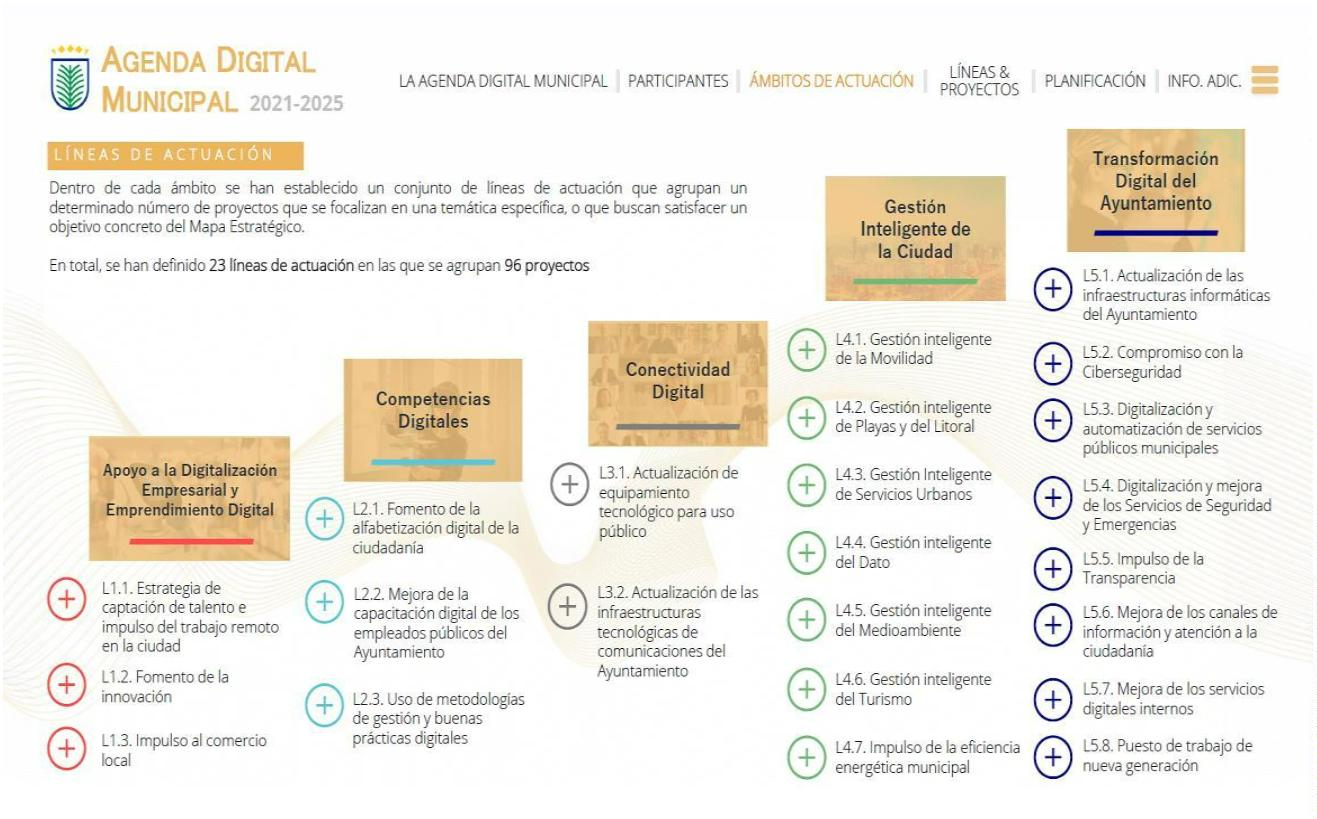 AGENDA DIGITAL
MUNICIPAL 2021-2025
LA AGENDA DIGITAL MUNICIPAL
PARTICIPANTES
ÁMBITOS DE ACTUACIÓN
LÍNEAS &
PROYECTOS
PLANIFICACIÓN
INFO. ADIC.
LÍNEAS DE ACTUACIÓN
Dentro de cada ámbito se han establecido un conjunto de líneas de actuación que agrupan un
determinado número de proyectos que se focalizan en una temática específica, o que buscan satisfacer un
objetivo concreto del Mapa Estratégico.
En total, se han definido 23 líneas de actuación en las que se agrupan 96 proyectos
Apoyo a la Digitalización
Empresarial y
Emprendimiento Digital
L1.1. Estrategia de
captación de talento e
impulso del trabajo remoto
en la ciudad
L1.2. Fomento de la
innovación
L1.3. Impulso al comercio
local
Competencias
Digitales
L2.1. Fomento de la
alfabetización digital de la
ciudadanía
L2.2. Mejora de la
capacitación digital de los
empleados públicos del
Ayuntamiento
L2.3. Uso de metodologías
de gestión y buenas
prácticas digitales
Conectividad
Digital
L3.1. Actualización de
equipamiento
tecnológico para uso
público
L3.2. Actualización de las
infraestructuras
tecnológicas de
comunicaciones del
Ayuntamiento
Gestión
Inteligente de
la Ciudad
L4.1. Gestión inteligente
de la Movilidad
L4.2. Gestión inteligente
de Playas y del Litoral
L4.3. Gestión Inteligente
de Servicios Urbanos
L4.4. Gestión inteligente
del Dato
L4.5. Gestión inteligente
del Medioambiente
L4.6. Gestión inteligente
del Turismo
L4.7. Impulso de la eficiencia
energética municipal
Transformación
Digital del
Ayuntamiento
L5.1. Actualización de las
infraestructuras informáticas
del Ayuntamiento
L5.2. Compromiso con la
Ciberseguridad
L5.3. Digitalización y
automatización de servicios
públicos municipales
L5.4. Digitalización y mejora
de los Servicios de Seguridad
y Emergencias
L5.5. Impulso de la
Transparencia
L5.6. Mejora de los canales de
información y atención a la
ciudadanía
L5.7. Mejora de los servicios
digitales internos
L5.8. Puesto de trabajo de
nueva generación